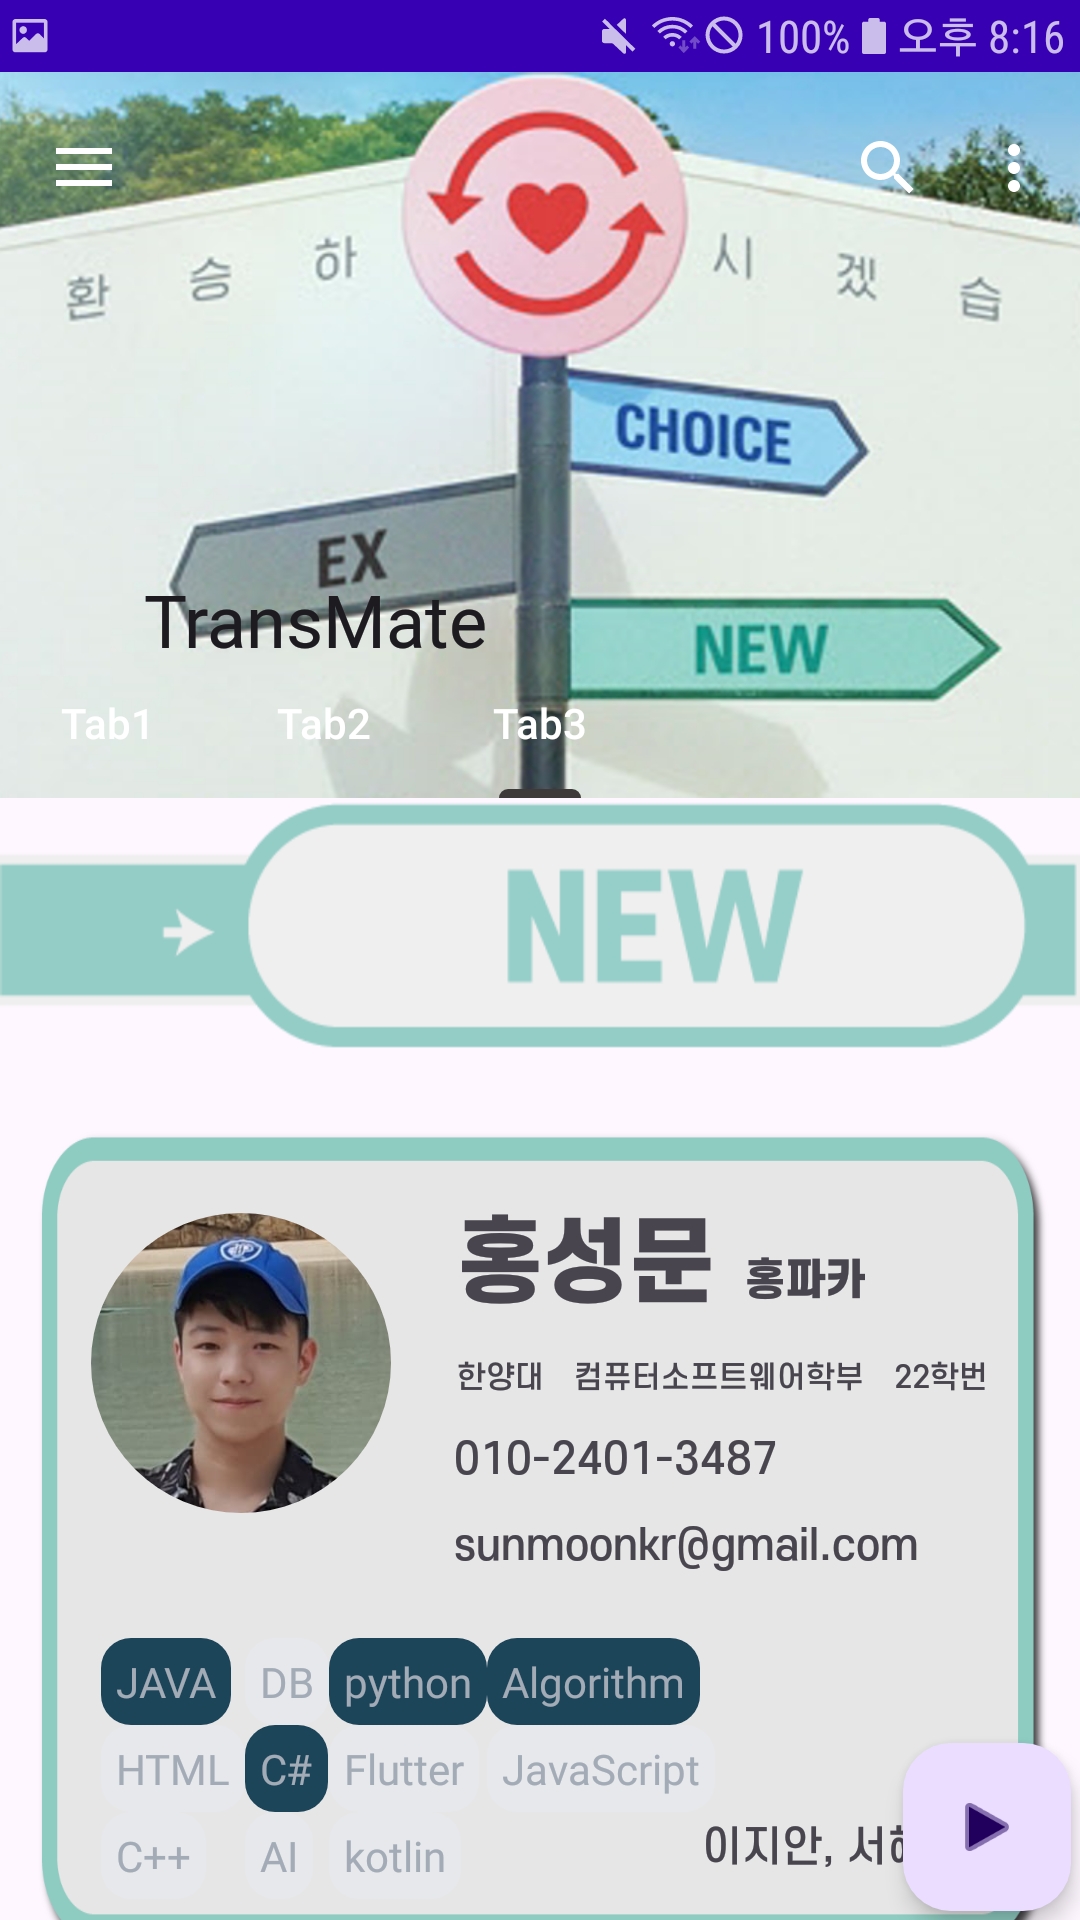 100% 오후 8:16
환 승 하 시 겠 습
CHOICE
EX
TransMate
NEW
Tab1 Tab2 Tab3
NEW
홍성문 홍파카
한양대 컴퓨터소프트웨어학부 22학번
010-2401-3487
sunmoonkr@gmail.com
JAVA DB python Algorithm
HTML C# Flutter JavaScript
C++ AI kotlin
이지안,